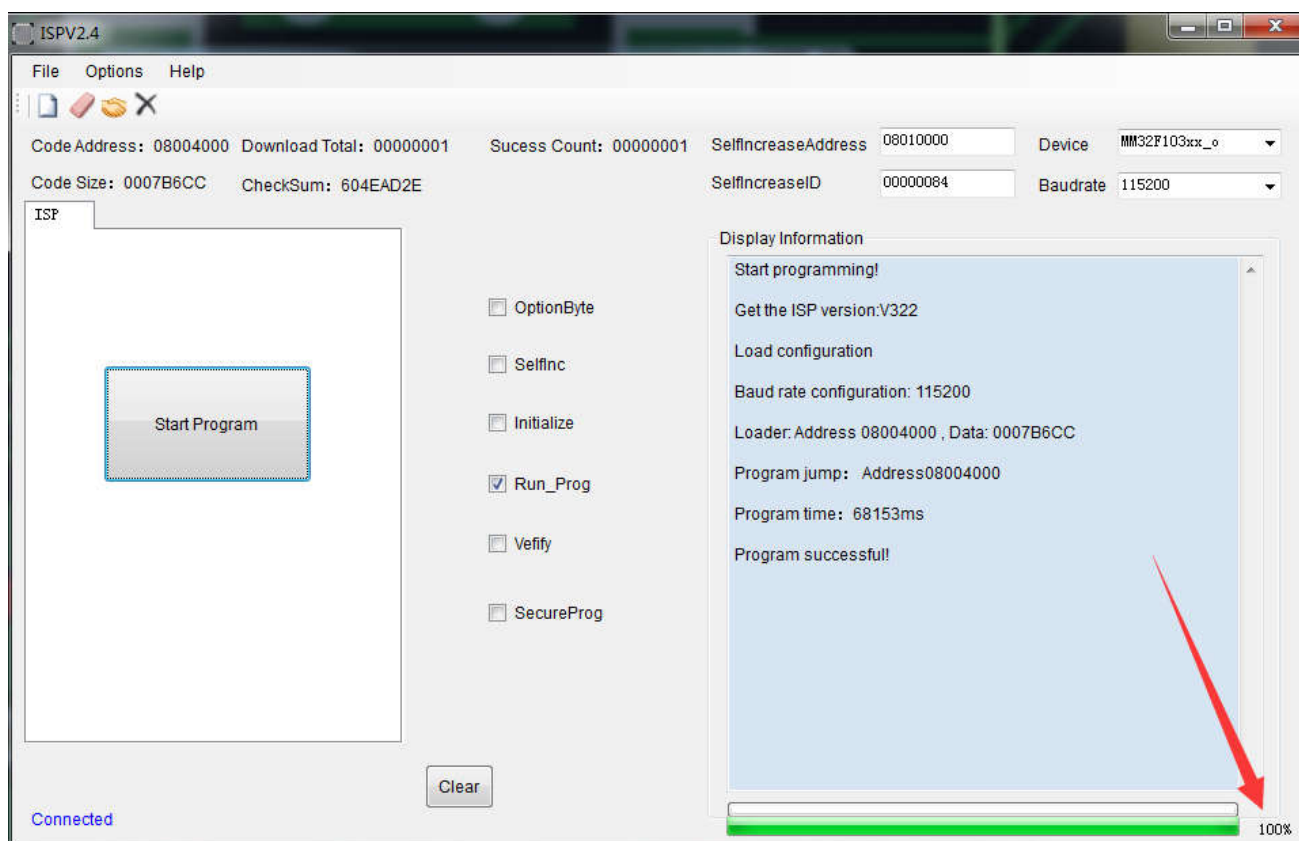 ISPV2.4
File Options Help
Code Address: 08004000 Download Total: 00000001 Sucess Count: 00000001 SelfIncreaseAddress 08010000 Device MM32F103xx_o
Code Size: 0007B6CC CheckSum: 604EAD2E SelfIncreaseID 00000084 Baudrate 115200
ISP
Start Program
OptionByte
SelfInc
Initialize
Run_Prog
Vefify
SecureProg
Clear
Connected
Display Information
Start programming!
Get the ISP version:V322
Load configuration
Baud rate configuration: 115200
Loader: Address 08004000 , Data: 0007B6CC
Program jump： Address08004000
Program time：68153ms
Program successful!
100%